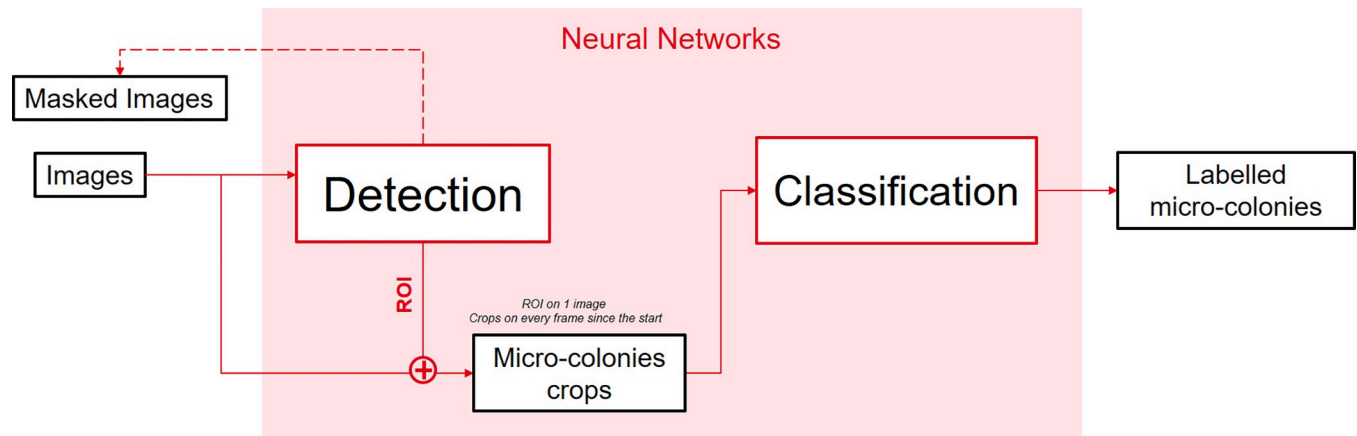 Neural Networks
Masked Images
Images
Detection
Classification
Labelled
micro-colonies
ROI
ROI on 1 image
Crops on every frame since the start
Micro-colonies
crops